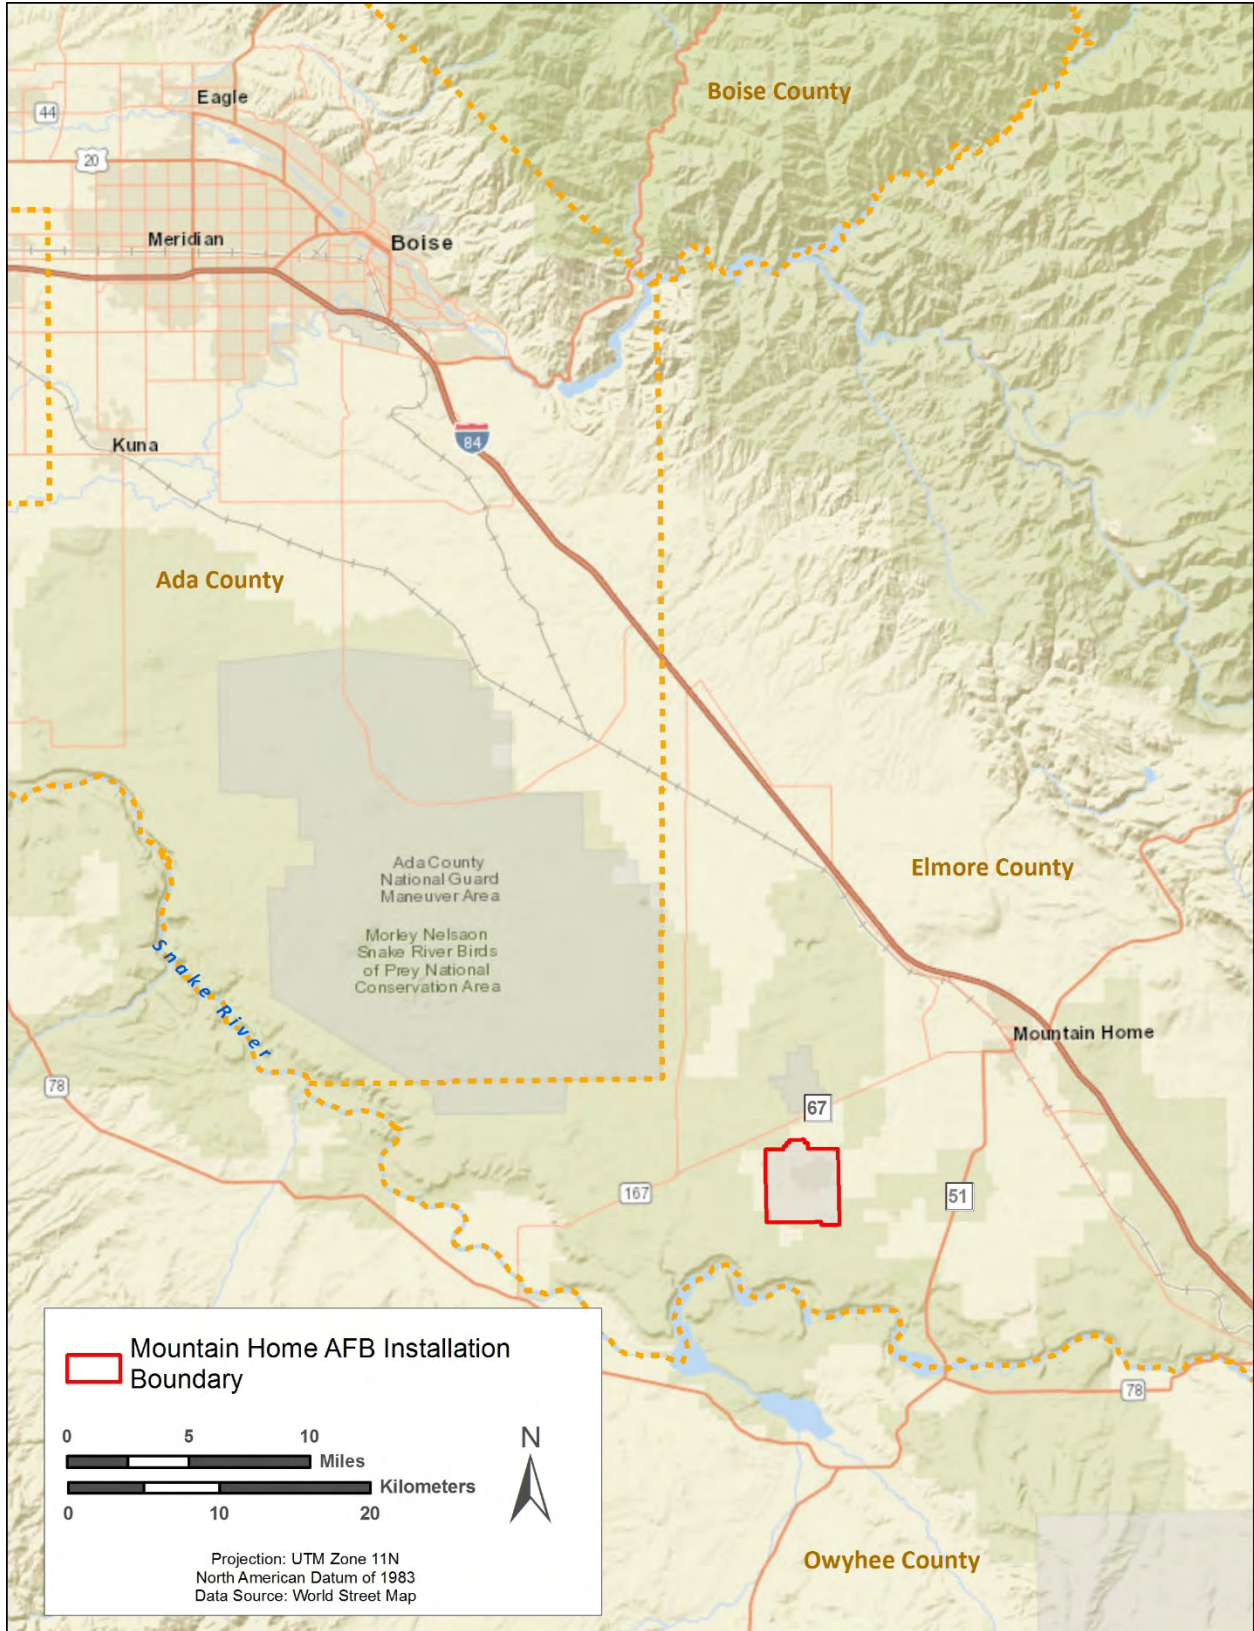 Boise County
Eagle
44
20
Meridian
Boise
84
Kuna
Ada County
Ada County
National Guard
Maneuver Area
Elmore County
Morley Nelsaon
Snake River Birds
of Prey National
Conservation Area
Snake River
Mountain Home
78
67
167
51
78
Mountain Home AFB Installation
Boundary
0 5 10
Miles
Kilometers
0 10 20
N
Projection: UTM Zone 11N
North American Datum of 1983
Data Source: World Street Map
Owyhee County